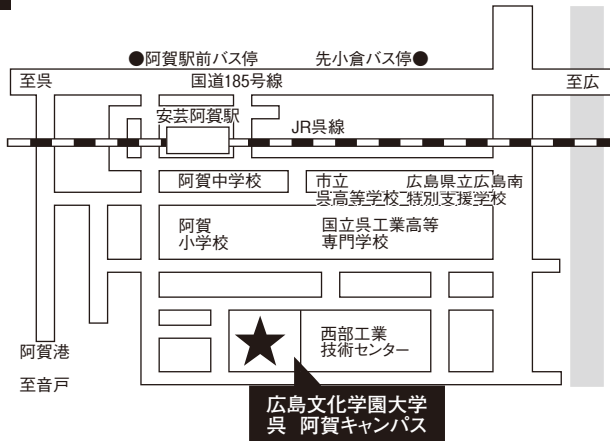 ●阿賀駅前バス停
先小倉バス停●
至呉
国道185号線
至広
安芸阿賀駅
JR呉線
阿賀中学校
市立
呉高等学校
広島県立広島南
特別支援学校
阿賀
小学校
国立呉工業高等
専門学校
西部工業
技術センター
阿賀港
至音戸
広島文化学園大学
呉 阿賀キャンパス